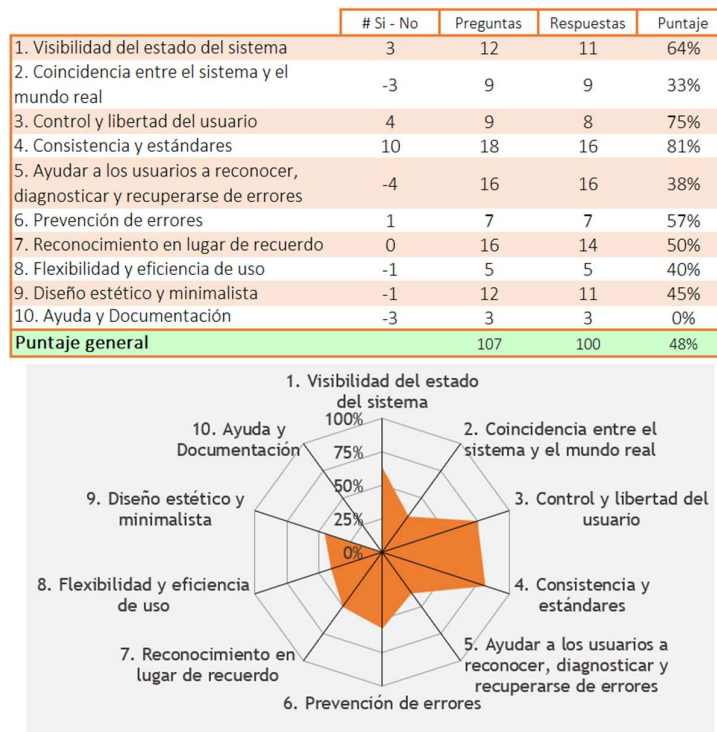 # Si - No Preguntas Respuestas Puntaje
1. Visibilidad del estado del sistema 3 12 11 64%
2. Coincidencia entre el sistema y el
mundo real -3 9 9 33%
3. Control y libertad del usuario 4 9 8 75%
4. Consistencia y estándares 10 18 16 81%
5. Ayudar a los usuarios a reconocer,
diagnosticar y recuperarse de errores -4 16 16 38%
6. Prevención de errores 1 7 7 57%
7. Reconocimiento en lugar de recuerdo 0 16 14 50%
8. Flexibilidad y eficiencia de uso -1 5 5 40%
9. Diseño estético y minimalista -1 12 11 45%
10. Ayuda y Documentación -3 3 3 0%
Puntaje general 107 100 48%
1. Visibilidad del estado
del sistema
100%
75%
50%
25%
0%
2. Coincidencia entre el
sistema y el mundo real
3. Control y libertad del
usuario
4. Consistencia y
estándares
5. Ayudar a los usuarios a
reconocer, diagnosticar y
recuperarse de errores
6. Prevención de errores
7. Reconocimiento en
lugar de recuerdo
8. Flexibilidad y eficiencia
de uso
9. Diseño estético y
minimalista
10. Ayuda y
Documentación